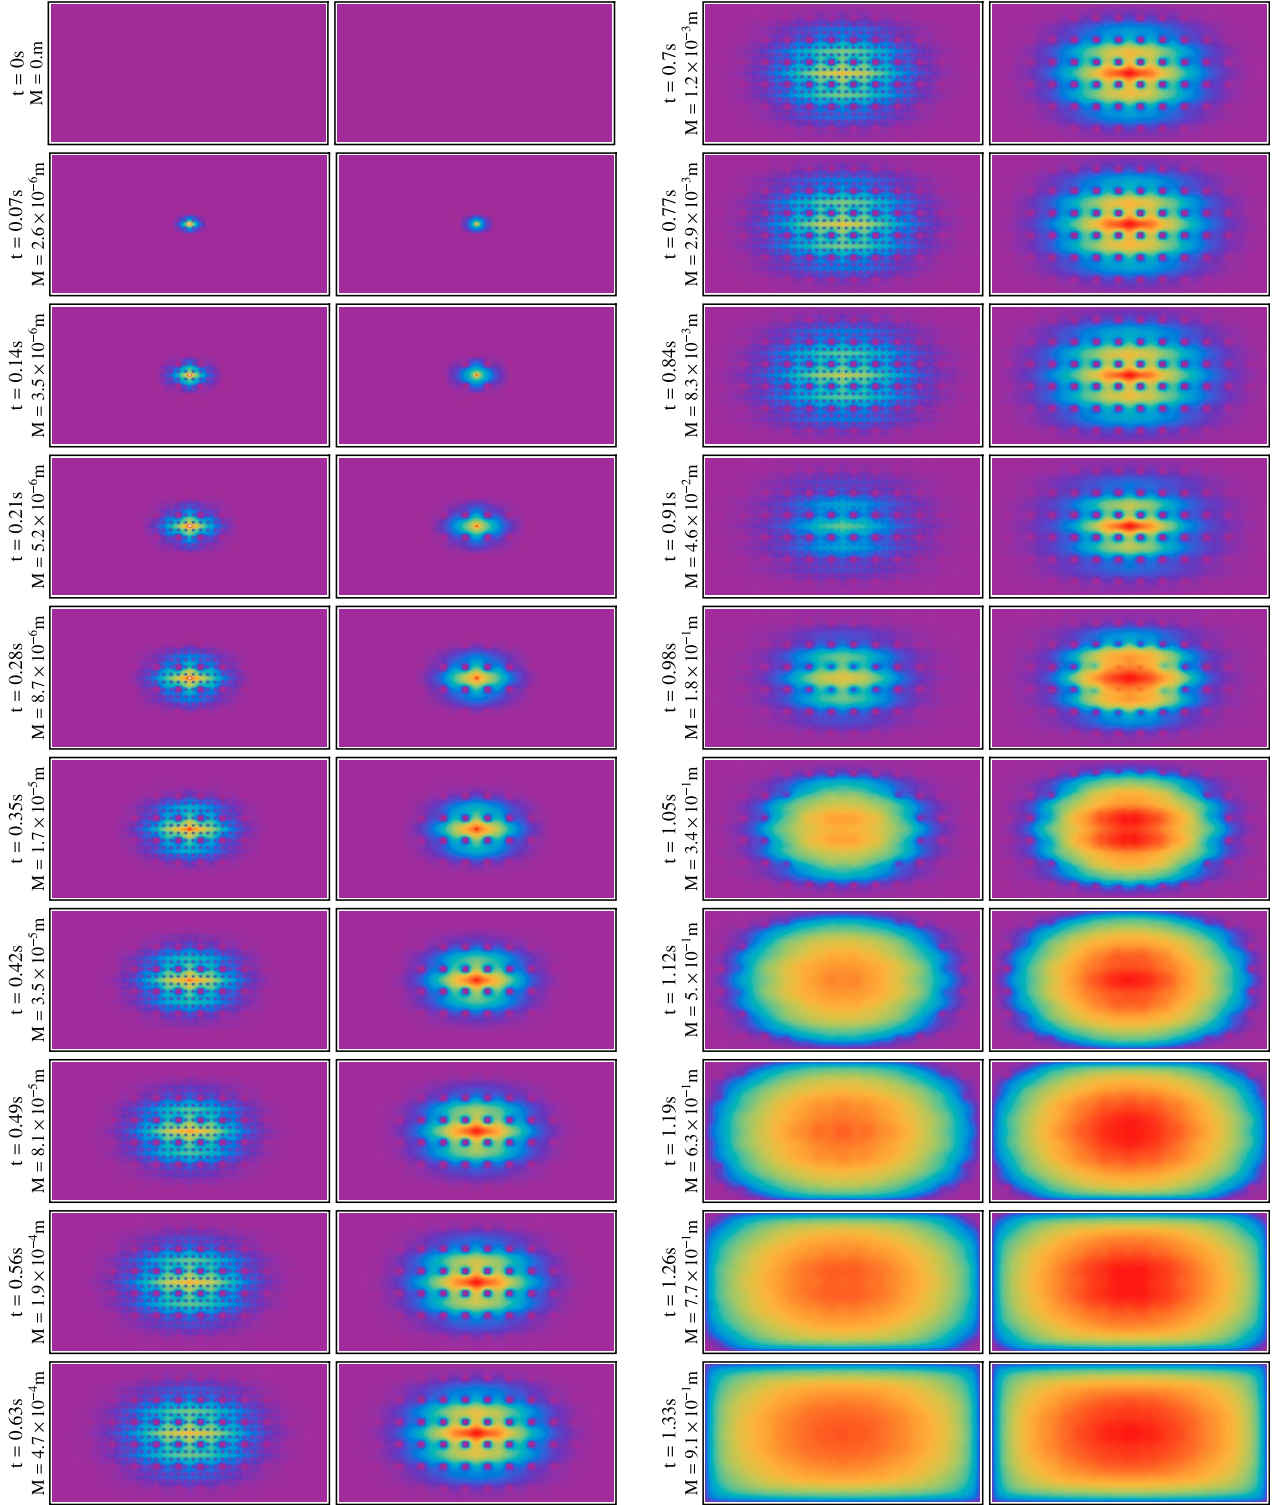 t = 0s
M = 0.m
t = 0.07s
M = 2.6×10⁻⁶m
t = 0.14s
M = 3.5×10⁻⁶m
t = 0.21s
M = 5.2×10⁻⁶m
t = 0.28s
M = 8.7×10⁻⁶m
t = 0.35s
M = 1.7×10⁻⁵m
t = 0.42s
M = 3.5×10⁻⁵m
t = 0.49s
M = 8.1×10⁻⁵m
t = 0.56s
M = 1.9×10⁻⁴m
t = 0.63s
M = 4.7×10⁻⁴m
t = 0.7s
M = 1.2×10⁻³m
t = 0.77s
M = 2.9×10⁻³m
t = 0.84s
M = 8.3×10⁻³m
t = 0.91s
M = 4.6×10⁻²m
t = 0.98s
M = 1.8×10⁻¹m
t = 1.05s
M = 3.4×10⁻¹m
t = 1.12s
M = 5.×10⁻¹m
t = 1.19s
M = 6.3×10⁻¹m
t = 1.26s
M = 7.7×10⁻¹m
t = 1.33s
M = 9.1×10⁻¹m